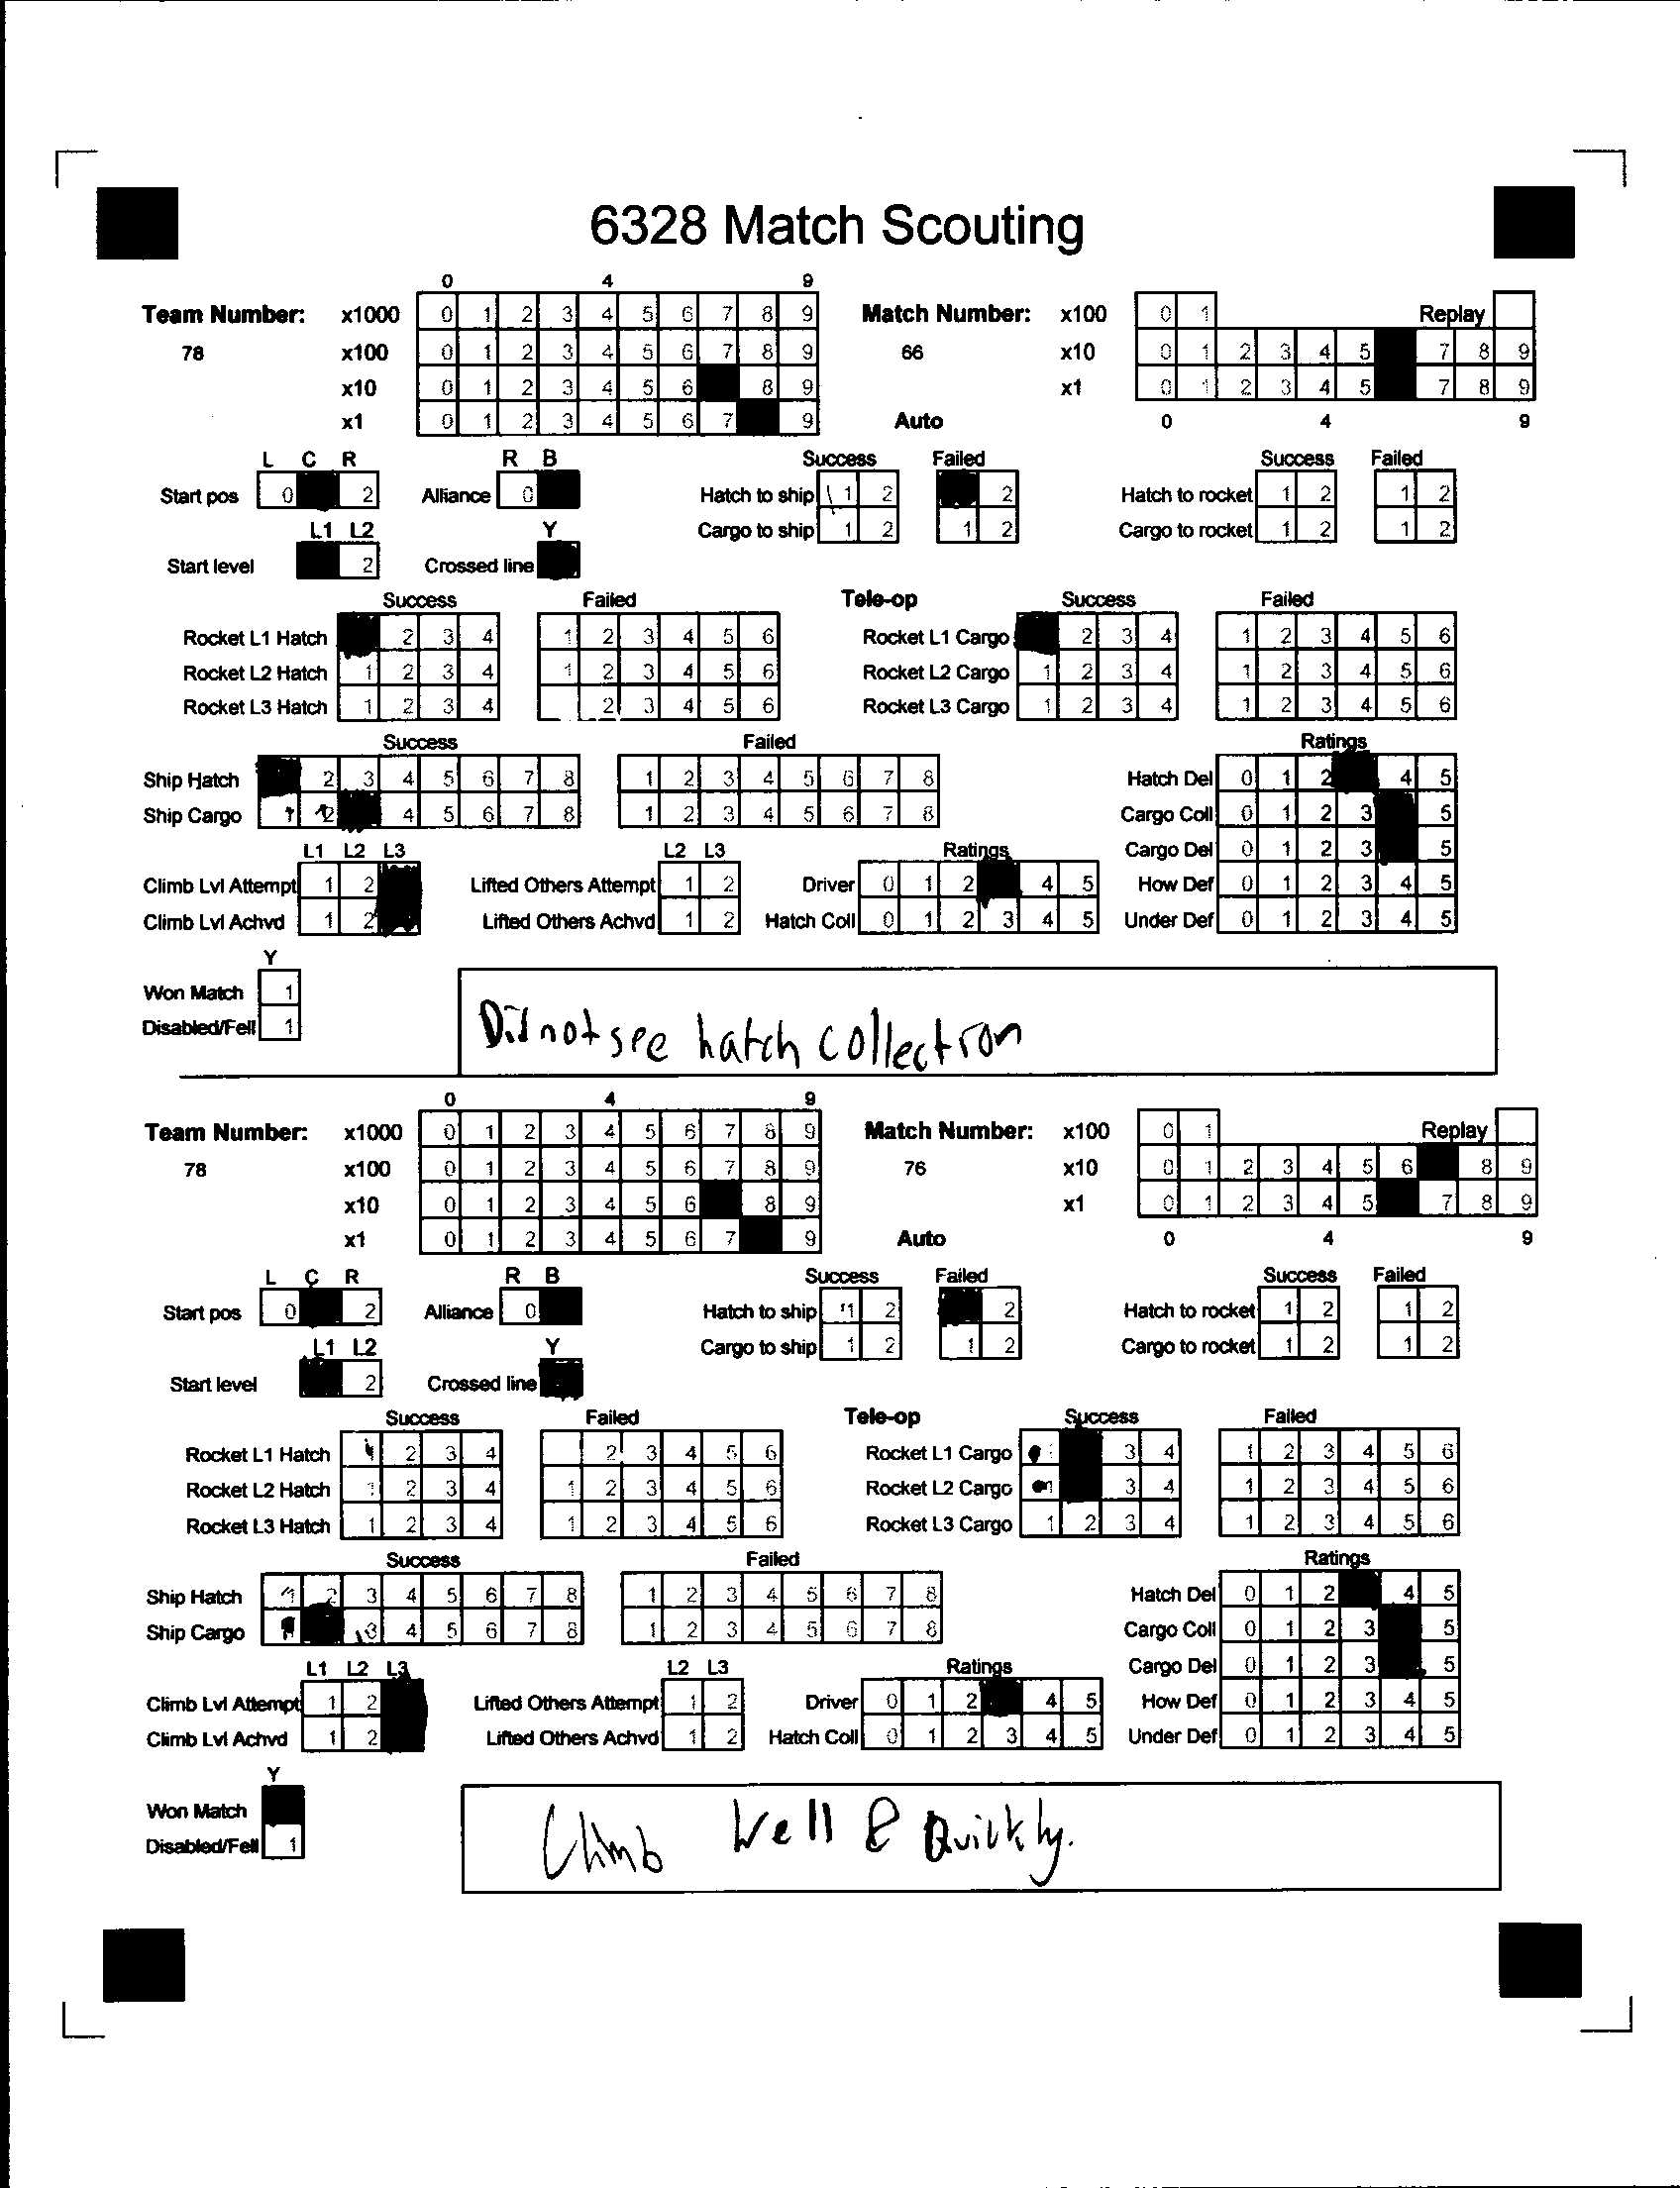 6328 Match Scouting
0 4 9
Team Number: x1000 0 1 2 3 4 5 6 7 8 9 Match Number: x100 0 1 Replay
78 x100 0 1 2 3 4 5 6 7 8 9 66 x10 0 1 2 3 4 5 7 8 9
x10 0 1 2 3 4 5 6 8 9 x1 0 1 2 3 4 5 7 8 9
x1 0 1 2 3 4 5 6 7 9 Auto 0 4 9
L C R R B Success Failed Success Failed
Start pos 0 2 Alliance 0 Hatch to ship 1 2 2 Hatch to rocket 1 2 1 2
L1 L2 Y Cargo to ship 1 2 1 2 Cargo to rocket 1 2 1 2
Start level 2 Crossed line
Success Failed Tele-op Success Failed
Rocket L1 Hatch 2 3 4 1 2 3 4 5 6 Rocket L1 Cargo 2 3 4 1 2 3 4 5 6
Rocket L2 Hatch 1 2 3 4 1 2 3 4 5 6 Rocket L2 Cargo 1 2 3 4 1 2 3 4 5 6
Rocket L3 Hatch 1 2 3 4 2 3 4 5 6 Rocket L3 Cargo 1 2 3 4 1 2 3 4 5 6
Success Failed Ratings
Ship Hatch 2 3 4 5 6 7 8 1 2 3 4 5 6 7 8 Hatch Del 0 1 2 4 5
Ship Cargo 1 2 4 5 6 7 8 1 2 3 4 5 6 7 8 Cargo Coll 0 1 2 3 5
L1 L2 L3 L2 L3 Ratings Cargo Del 0 1 2 3 5
Climb Lvl Attempt 1 2 Lifted Others Attempt 1 2 Driver 0 1 2 4 5 How Def 0 1 2 3 4 5
Climb Lvl Achvd 1 2 Lifted Others Achvd 1 2 Hatch Coll 0 1 2 3 4 5 Under Def 0 1 2 3 4 5
Y
Won Match 1
Disabled/Fell 1
Did not see hatch collection
0 4 9
Team Number: x1000 0 1 2 3 4 5 6 7 8 9 Match Number: x100 0 1 Replay
78 x100 0 1 2 3 4 5 6 7 8 9 76 x10 0 1 2 3 4 5 6 8 9
x10 0 1 2 3 4 5 6 8 9 x1 0 1 2 3 4 5 7 8 9
x1 0 1 2 3 4 5 6 7 9 Auto 0 4 9
L C R R B Success Failed Success Failed
Start pos 0 2 Alliance 0 Hatch to ship 1 2 2 Hatch to rocket 1 2 1 2
L1 L2 Y Cargo to ship 1 2 1 2 Cargo to rocket 1 2 1 2
Start level 2 Crossed line
Success Failed Tele-op Success Failed
Rocket L1 Hatch 2 3 4 2 3 4 5 6 Rocket L1 Cargo 3 4 1 2 3 4 5 6
Rocket L2 Hatch 1 2 3 4 1 2 3 4 5 6 Rocket L2 Cargo 1 3 4 1 2 3 4 5 6
Rocket L3 Hatch 1 2 3 4 1 2 3 4 5 6 Rocket L3 Cargo 1 2 3 4 1 2 3 4 5 6
Success Failed Ratings
Ship Hatch 1 2 3 4 5 6 7 8 1 2 3 4 5 6 7 8 Hatch Del 0 1 2 4 5
Ship Cargo 3 4 5 6 7 8 1 2 3 4 5 6 7 8 Cargo Coll 0 1 2 3 5
L1 L2 L3 L2 L3 Ratings Cargo Del 0 1 2 3 5
Climb Lvl Attempt 1 2 Lifted Others Attempt 1 2 Driver 0 1 2 4 5 How Def 0 1 2 3 4 5
Climb Lvl Achvd 1 2 Lifted Others Achvd 1 2 Hatch Coll 0 1 2 3 4 5 Under Def 0 1 2 3 4 5
Y
Won Match
Disabled/Fell 1
Climb Well & Quickly.